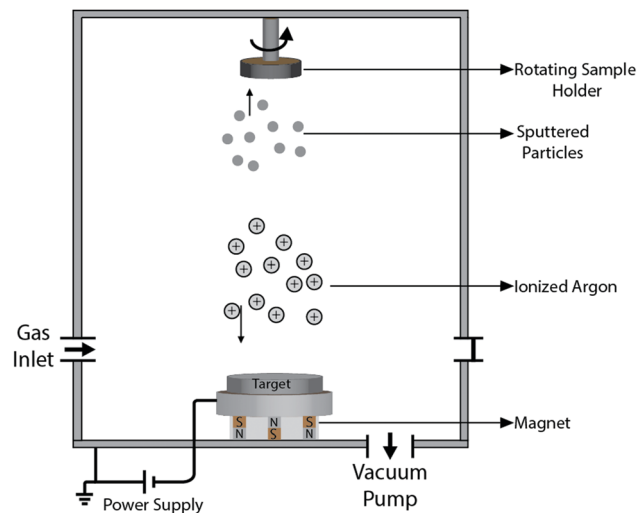 Rotating Sample
Holder
Sputtered
Particles
+ + + + + + + + + + + +
Ionized Argon
Gas
Inlet
Target
S N S
N S N
Magnet
Vacuum
Pump
Power Supply